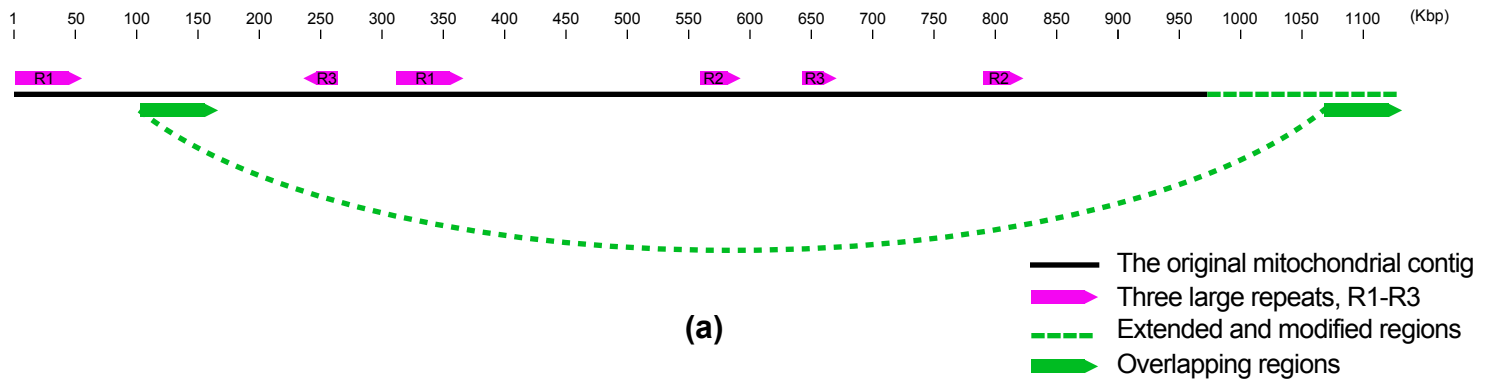 1 50 100 150 200 250 300 350 400 450 500 550 600 650 700 750 800 850 900 950 1000 1050 1100 (Kbp)
R1 R3 R1 R2 R3 R2
The original mitochondrial contig
Three large repeats, R1-R3
(a)
Extended and modified regions
Overlapping regions